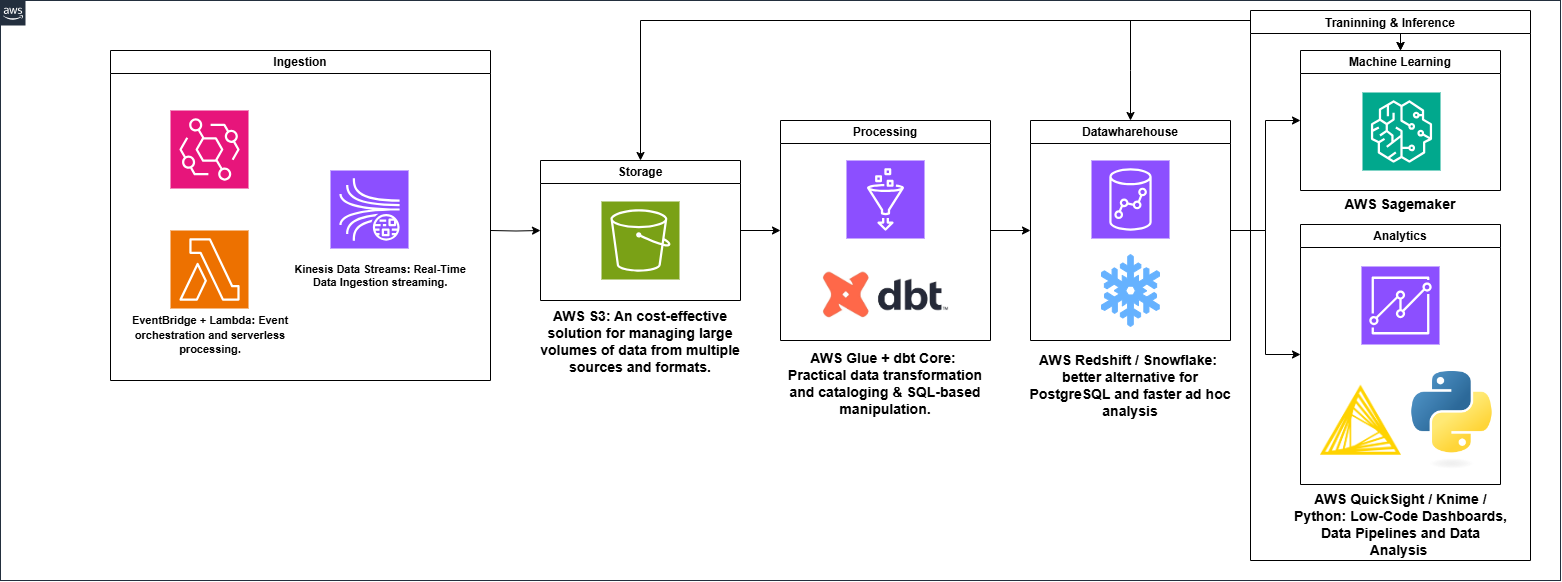 aws
Traninning & Inference
Ingestion
Machine Learning
Processing
Datawharehouse
Storage
AWS Sagemaker
Analytics
Kinesis Data Streams: Real-Time
Data Ingestion streaming.
EventBridge + Lambda: Event
orchestration and serverless
processing.
dbt
TM
AWS S3: An cost-effective
solution for managing large
volumes of data from multiple
sources and formats.
AWS Glue + dbt Core:
Practical data transformation
and cataloging & SQL-based
manipulation.
AWS Redshift / Snowflake:
better alternative for
PostgreSQL and faster ad hoc
analysis
AWS QuickSight / Knime /
Python: Low-Code Dashboards,
Data Pipelines and Data
Analysis